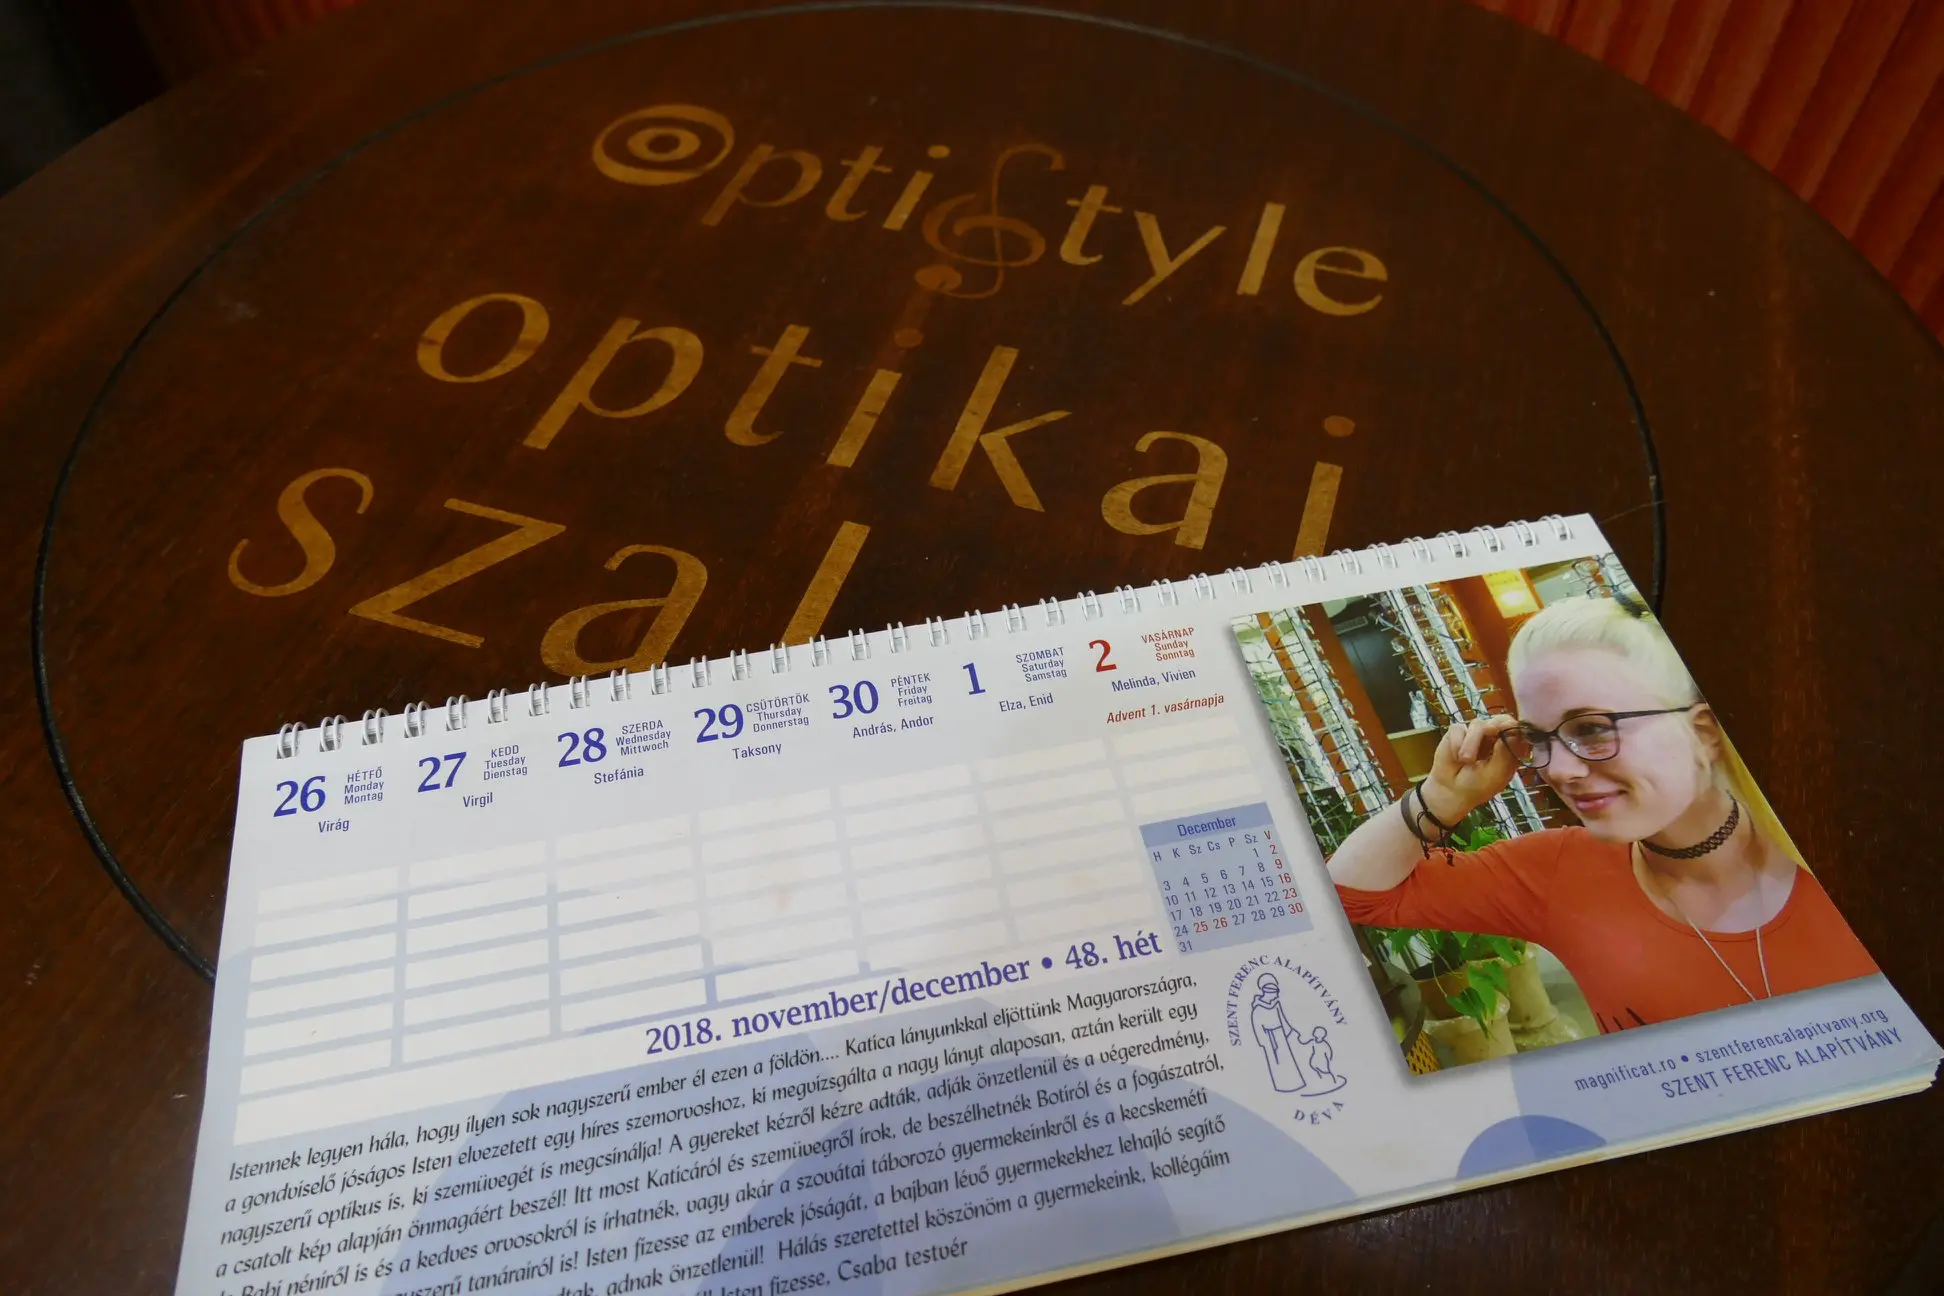 OptiStyle
optikai
szal
26 HÉTFŐ Monday Montag
Virág
27 KEDD Tuesday Dienstag
Virgil
28 SZERDA Wednesday Mittwoch
Stefánia
29 CSÜTÖRTÖK Thursday Donnerstag
Taksony
30 PÉNTEK Friday Freitag
András, Andor
1 SZOMBAT Saturday Samstag
Elza, Enid
2 VASÁRNAP Sunday Sonntag
Melinda, Vivien
Advent 1. vasárnapja
December
H K Sz Cs P Sz V
1 2
3 4 5 6 7 8 9
10 11 12 13 14 15 16
17 18 19 20 21 22 23
24 25 26 27 28 29 30
31
2018. november/december • 48. hét
Istennek legyen hála, hogy ilyen sok nagyszerű ember él ezen a földön.... Katica lányunkkal eljöttünk Magyarországra,
a gondviselő jóságos Isten elvezetett egy híres szemorvoshoz, ki megvizsgálta a nagy lányt alaposan, aztán került egy
nagyszerű optikus is, ki szemüvegét is megcsinálja! A gyereket kézről kézre adták, adják önzetlenül és a végeredmény,
a csatolt kép alapján önmagáért beszél! Itt most Katicáról és szemüvegről írok, de beszélhetnék Botiról és a fogászatról,
Babi néniről is és a kedves orvosokról is írhatnék, vagy akár a szovátai táborozó gyermekeinkről és a kecskeméti
tanárairól is! Isten fizesse az emberek jóságát, a bajban lévő gyermekekhez lehajló segítő
adnak önzetlenül! Hálás szeretettel köszönöm a gyermekeink, kollégáim
Isten fizesse, Csaba testvér
SZENT FERENC ALAPÍTVÁNY
DÉVA
magnificat.ro • szentferencalapitvany.org
SZENT FERENC ALAPÍTVÁNY